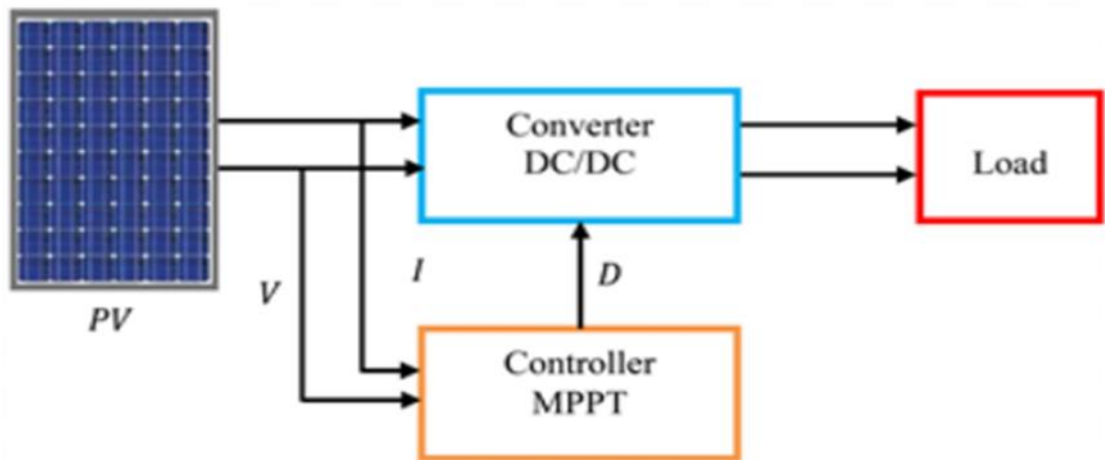 Converter
DC/DC
Load
PV
V
I
D
Controller
MPPT